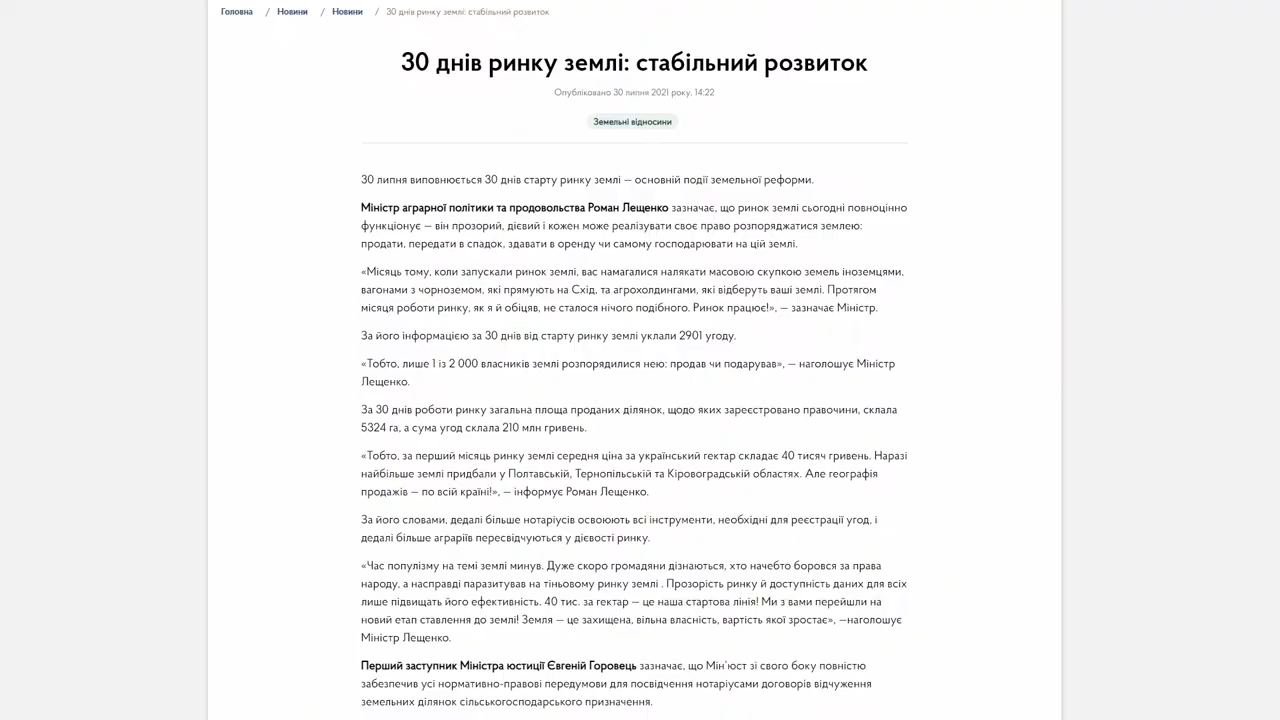 Головна / Новини / Новини / 30 днів ринку землі: стабільний розвиток
30 днів ринку землі: стабільний розвиток
Опубліковано 30 липня 2021 року, 14:22
Земельні відносини
30 липня виповнюється 30 днів старту ринку землі — основній події земельної реформи.
Міністр аграрної політики та продовольства Роман Лещенко зазначає, що ринок землі сьогодні повноцінно
функціонує — він прозорий, дієвий і кожен може реалізувати своє право розпоряджатися землею:
продати, передати в спадок, здавати в оренду чи самому господарювати на цій землі.
«Місяць тому, коли запускали ринок землі, вас намагалися налякати масовою скупкою земель іноземцями,
вагонами з чорноземом, які прямують на Схід, та агрохолдингами, які відберуть ваші землі. Протягом
місяця роботи ринку, як я й обіцяв, не сталося нічого подібного. Ринок працює!», — зазначає Міністр.
За його інформацією за 30 днів від старту ринку землі уклали 2901 угоду.
«Тобто, лише 1 із 2 000 власників землі розпорядилися нею: продав чи подарував», — наголошує Міністр
Лещенко.
За 30 днів роботи ринку загальна площа проданих ділянок, щодо яких зареєстровано правочини, склала
5324 га, а сума угод склала 210 млн гривень.
«Тобто, за перший місяць ринку землі середня ціна за український гектар складає 40 тисяч гривень. Наразі
найбільше землі придбали у Полтавській, Тернопільській та Кіровоградській областях. Але географія
продажів — по всій країні!», — інформує Роман Лещенко.
За його словами, дедалі більше нотаріусів освоюють всі інструменти, необхідні для реєстрації угод, і
дедалі більше аграріїв пересвідчуються у дієвості ринку.
«Час популізму на темі землі минув. Дуже скоро громадяни дізнаються, хто начебто боровся за права
народу, а насправді паразитував на тіньовому ринку землі . Прозорість ринку й доступність даних для всіх
лише підвищать його ефективність. 40 тис. за гектар — це наша стартова лінія! Ми з вами перейшли на
новий етап ставлення до землі! Земля — це захищена, вільна власність, вартість якої зростає», —наголошує
Міністр Лещенко.
Перший заступник Міністра юстиції Євгеній Горовець зазначає, що Мін'юст зі свого боку повністю
забезпечив усі нормативно-правові передумови для посвідчення нотаріусами договорів відчуження
земельних ділянок сільськогосподарського призначення.